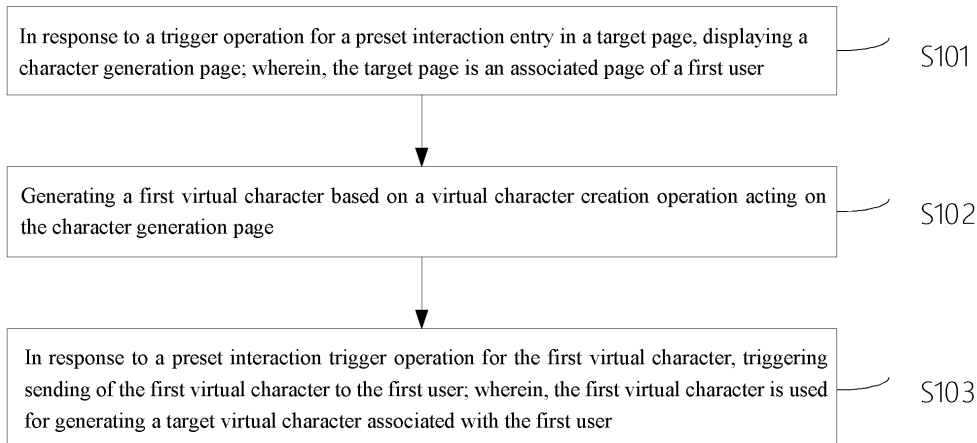 In response to a trigger operation for a preset interaction entry in a target page, displaying a
character generation page; wherein, the target page is an associated page of a first user
S101
Generating a first virtual character based on a virtual character creation operation acting on
the character generation page
S102
In response to a preset interaction trigger operation for the first virtual character, triggering
sending of the first virtual character to the first user; wherein, the first virtual character is used
for generating a target virtual character associated with the first user
S103